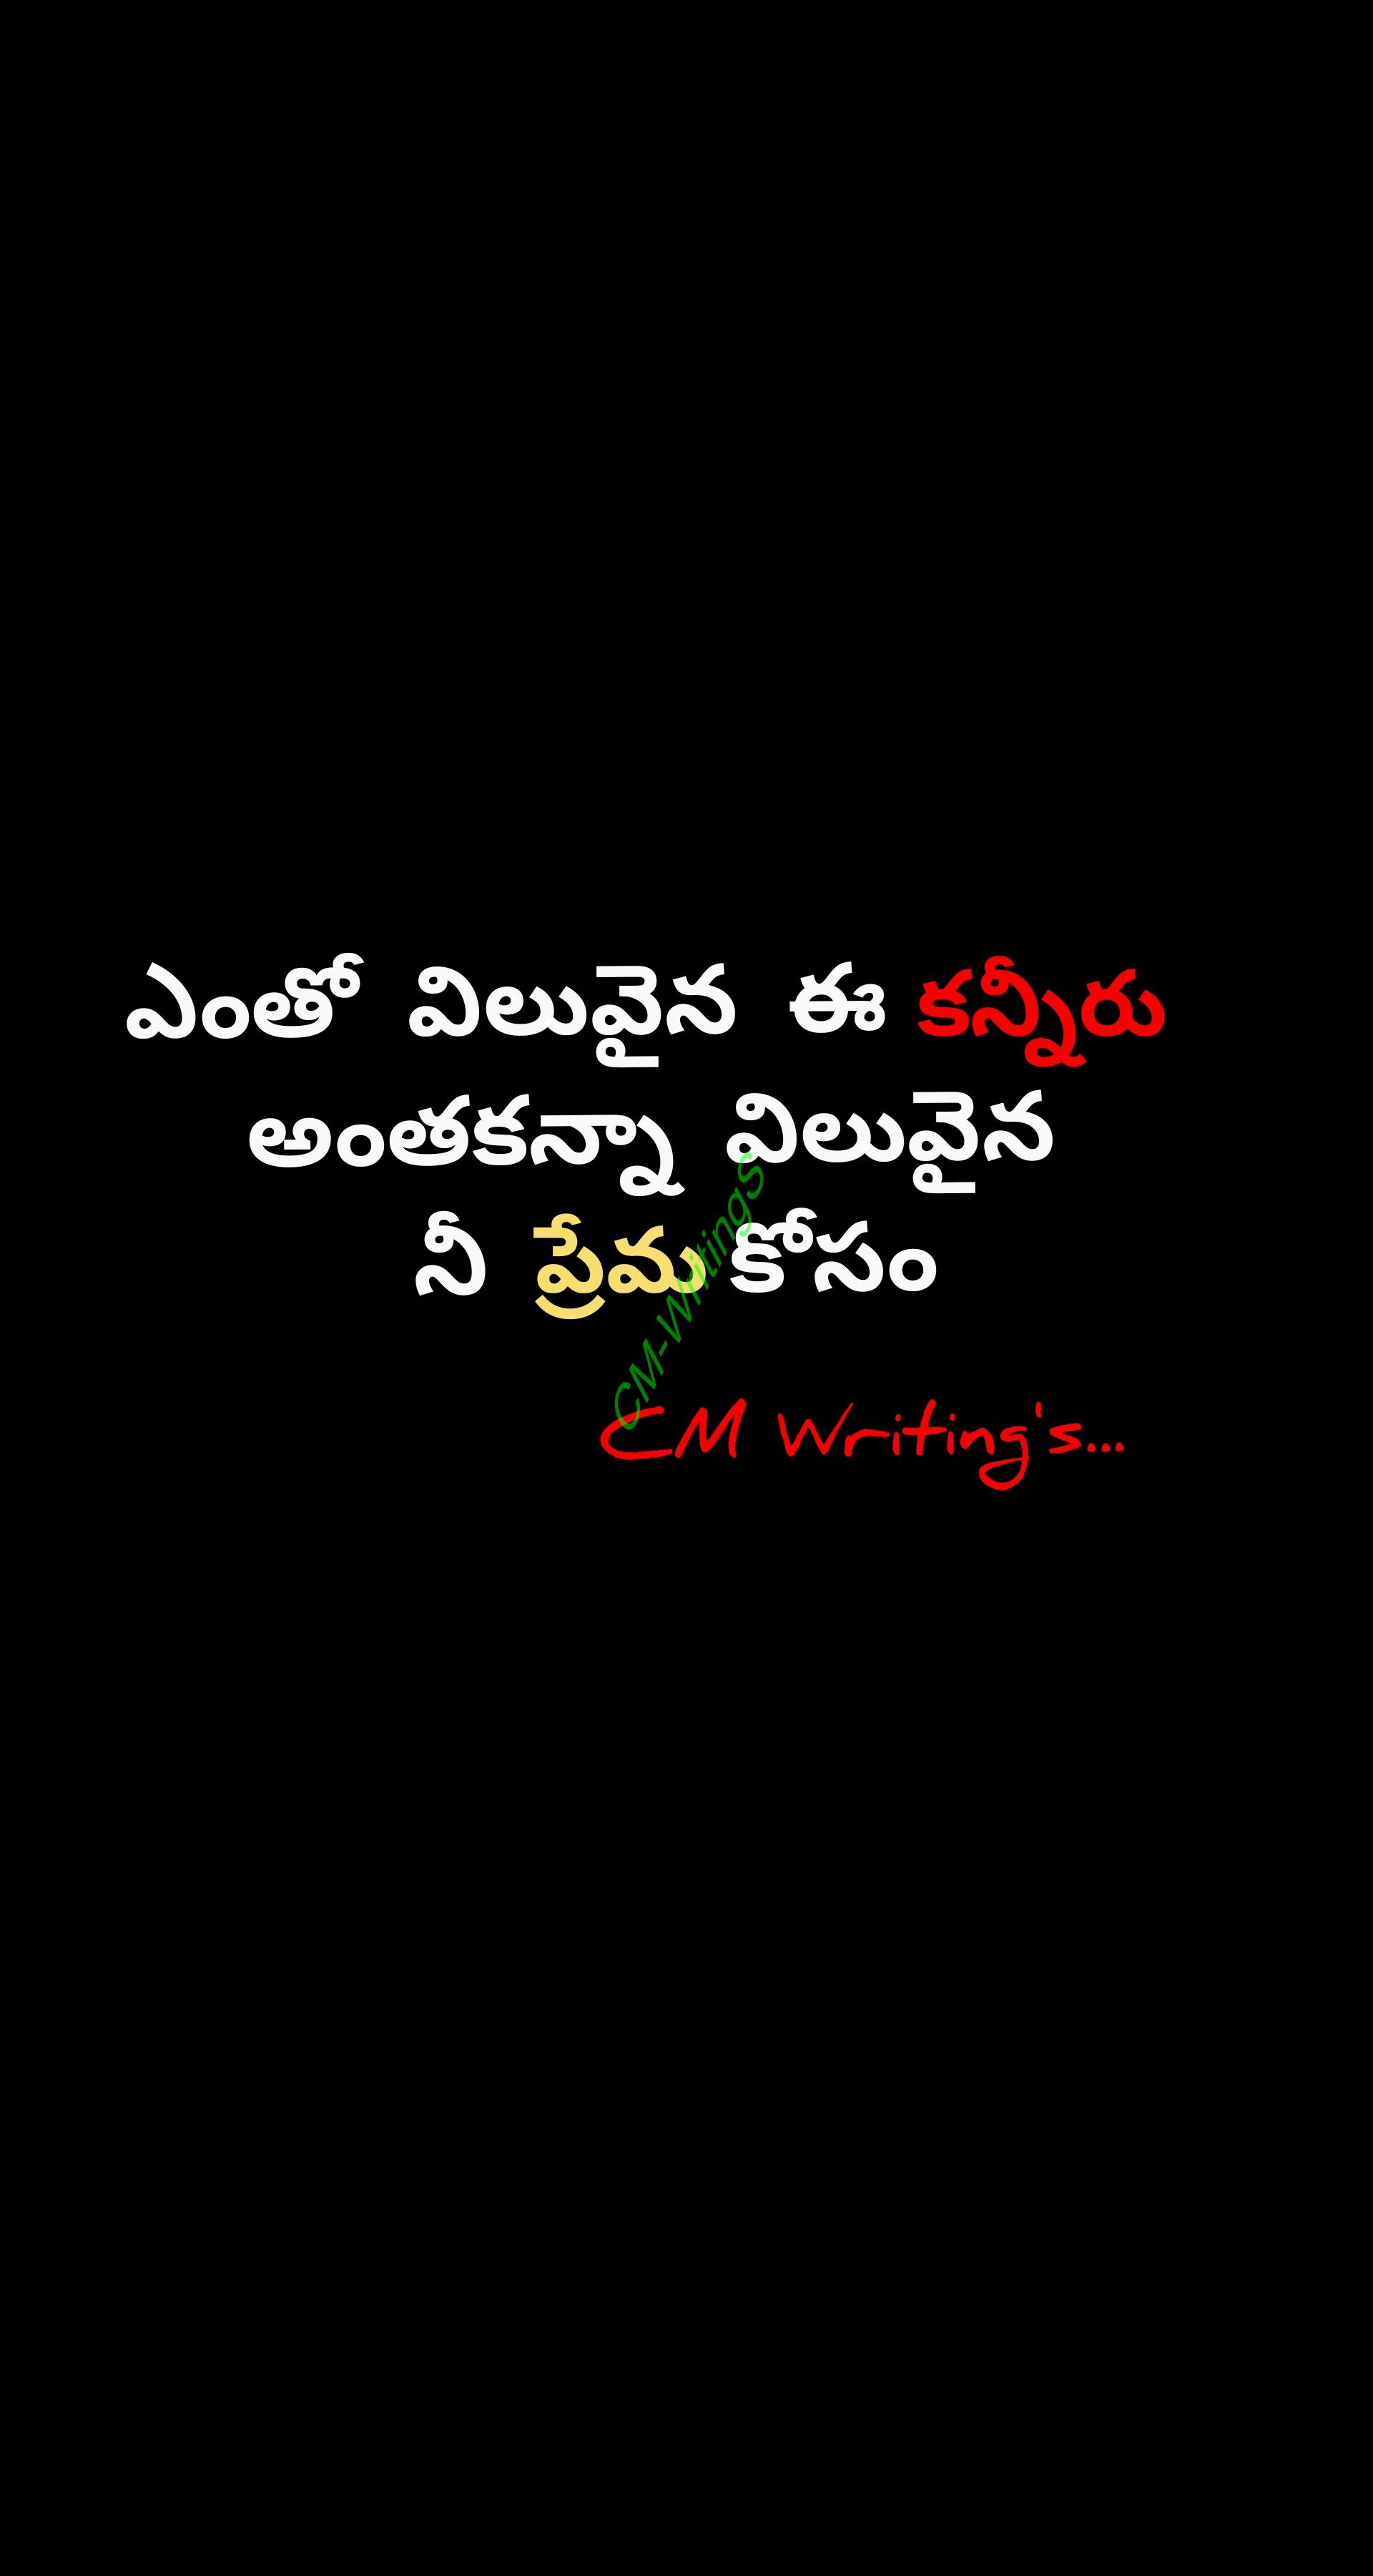 ఎంతో విలువైన ఈ కన్నీరు
అంతకన్నా విలువైన
నీ ప్రేమ కోసం
CM-Writings
CM Writing's...